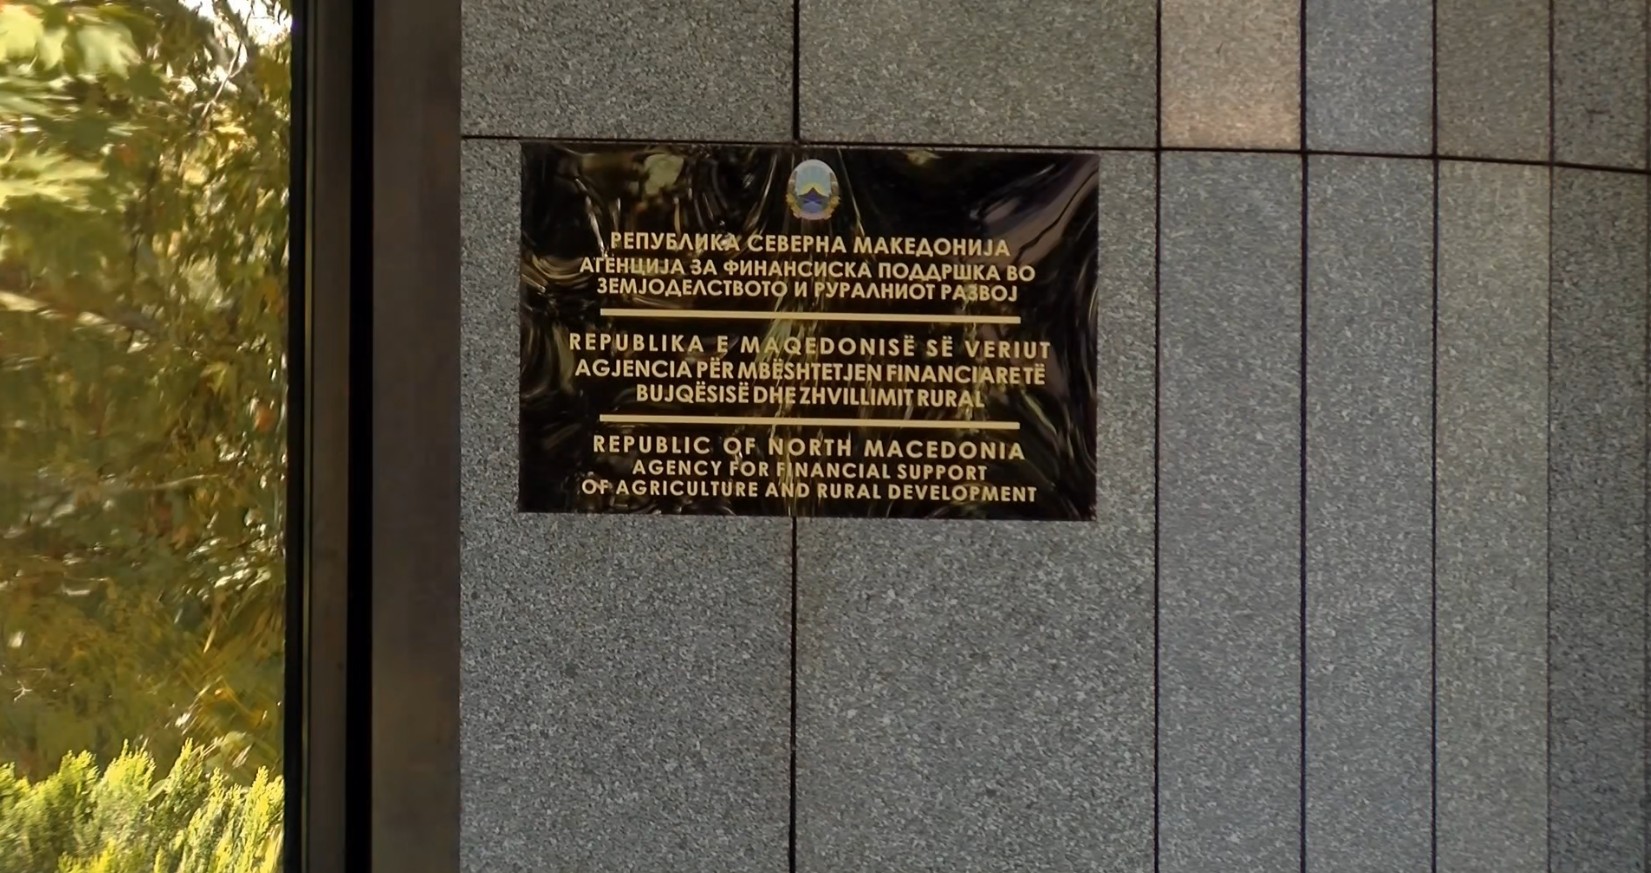 РЕПУБЛИКА СЕВЕРНА МАКЕДОНИЈА
АГЕНЦИЈА ЗА ФИНАНСИСКА ПОДДРШКА ВО
ЗЕМЈОДЕЛСТВОТО И РУРАЛНИОТ РАЗВОЈ
REPUBLIKA E MAQEDONISË SË VERIUT
AGJENCIA PËR MBËSHTETJEN FINANCIARE TË
BUJQËSISË DHE ZHVILLIMIT RURAL
REPUBLIC OF NORTH MACEDONIA
AGENCY FOR FINANCIAL SUPPORT
OF AGRICULTURE AND RURAL DEVELOPMENT